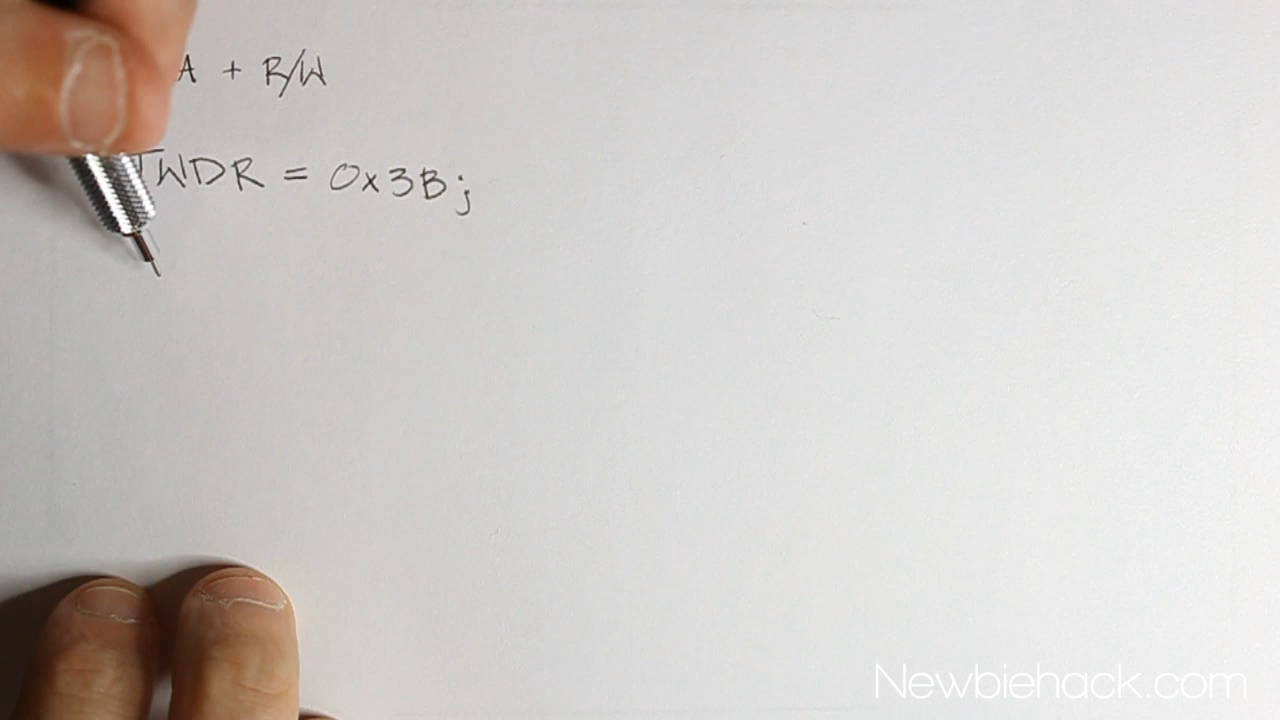 A + R/W
TWDR = 0x3B;
Newbiehack.com